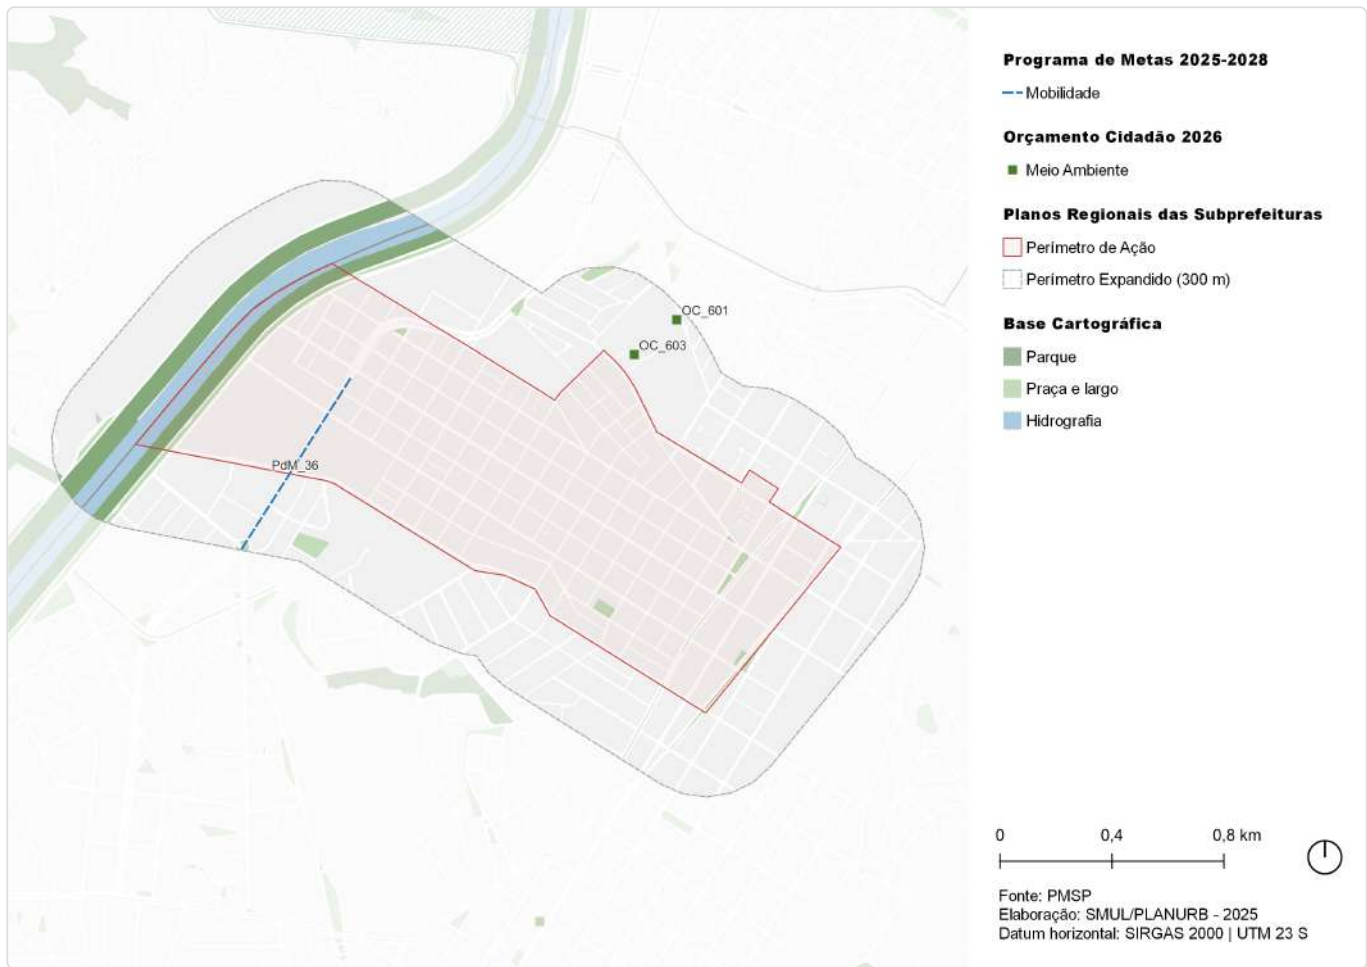 OC_601
OC_603
PdM_36
Programa de Metas 2025-2028
Mobilidade
Orçamento Cidadão 2026
Meio Ambiente
Planos Regionais das Subprefeituras
Perímetro de Ação
Perímetro Expandido (300 m)
Base Cartográfica
Parque
Praça e largo
Hidrografia
0 0,4 0,8 km
Fonte: PMSP
Elaboração: SMUL/PLANURB - 2025
Datum horizontal: SIRGAS 2000 | UTM 23 S